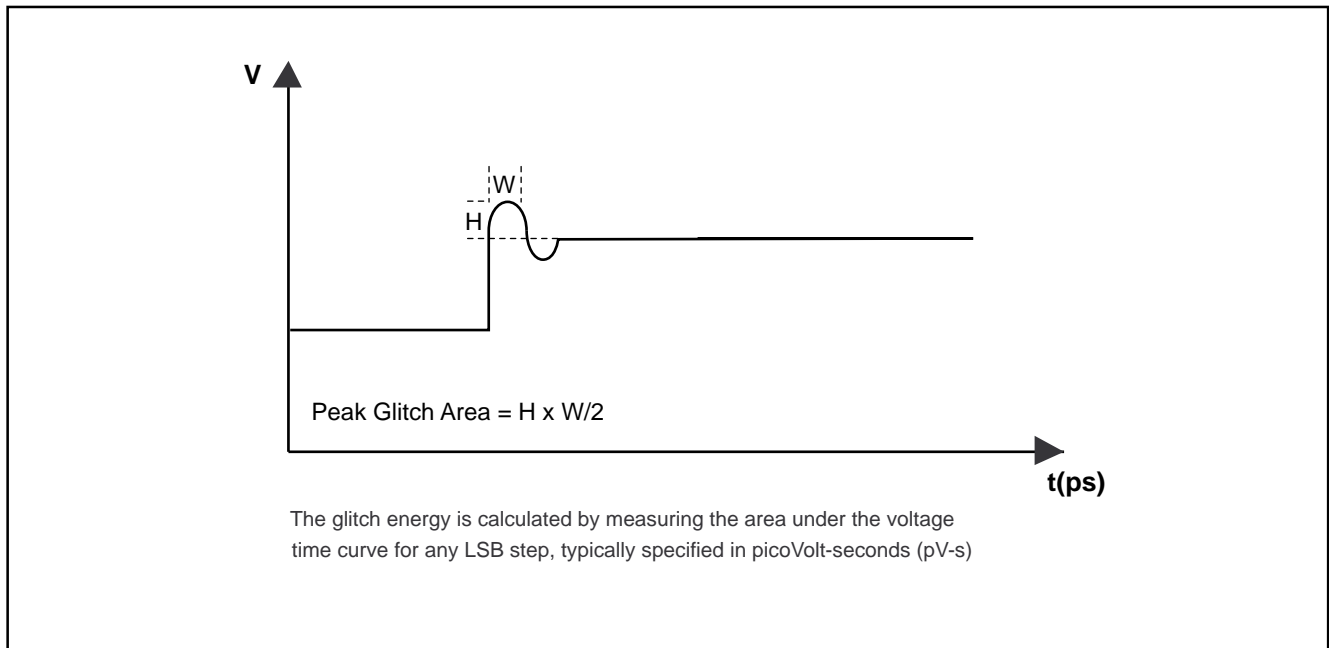 V
W
H
Peak Glitch Area = H x W/2
t(ps)
The glitch energy is calculated by measuring the area under the voltage
time curve for any LSB step, typically specified in picoVolt-seconds (pV-s)